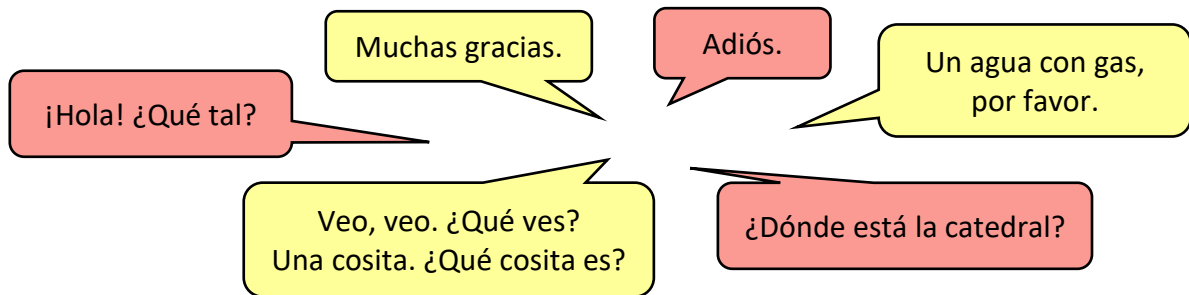 Muchas gracias.
Adiós.
Un agua con gas,
por favor.
¡Hola! ¿Qué tal?
Veo, veo. ¿Qué ves?
Una cosita. ¿Qué cosita es?
¿Dónde está la catedral?